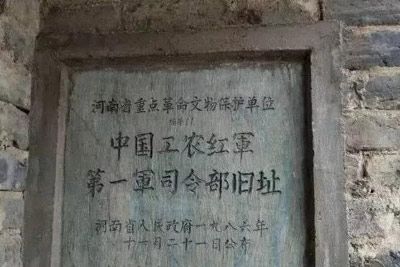 河南省重点革命文物保护单位
中国工农红軍
第一軍司令部旧址
河南省人民政府一九八六年
十一月二十一日公布